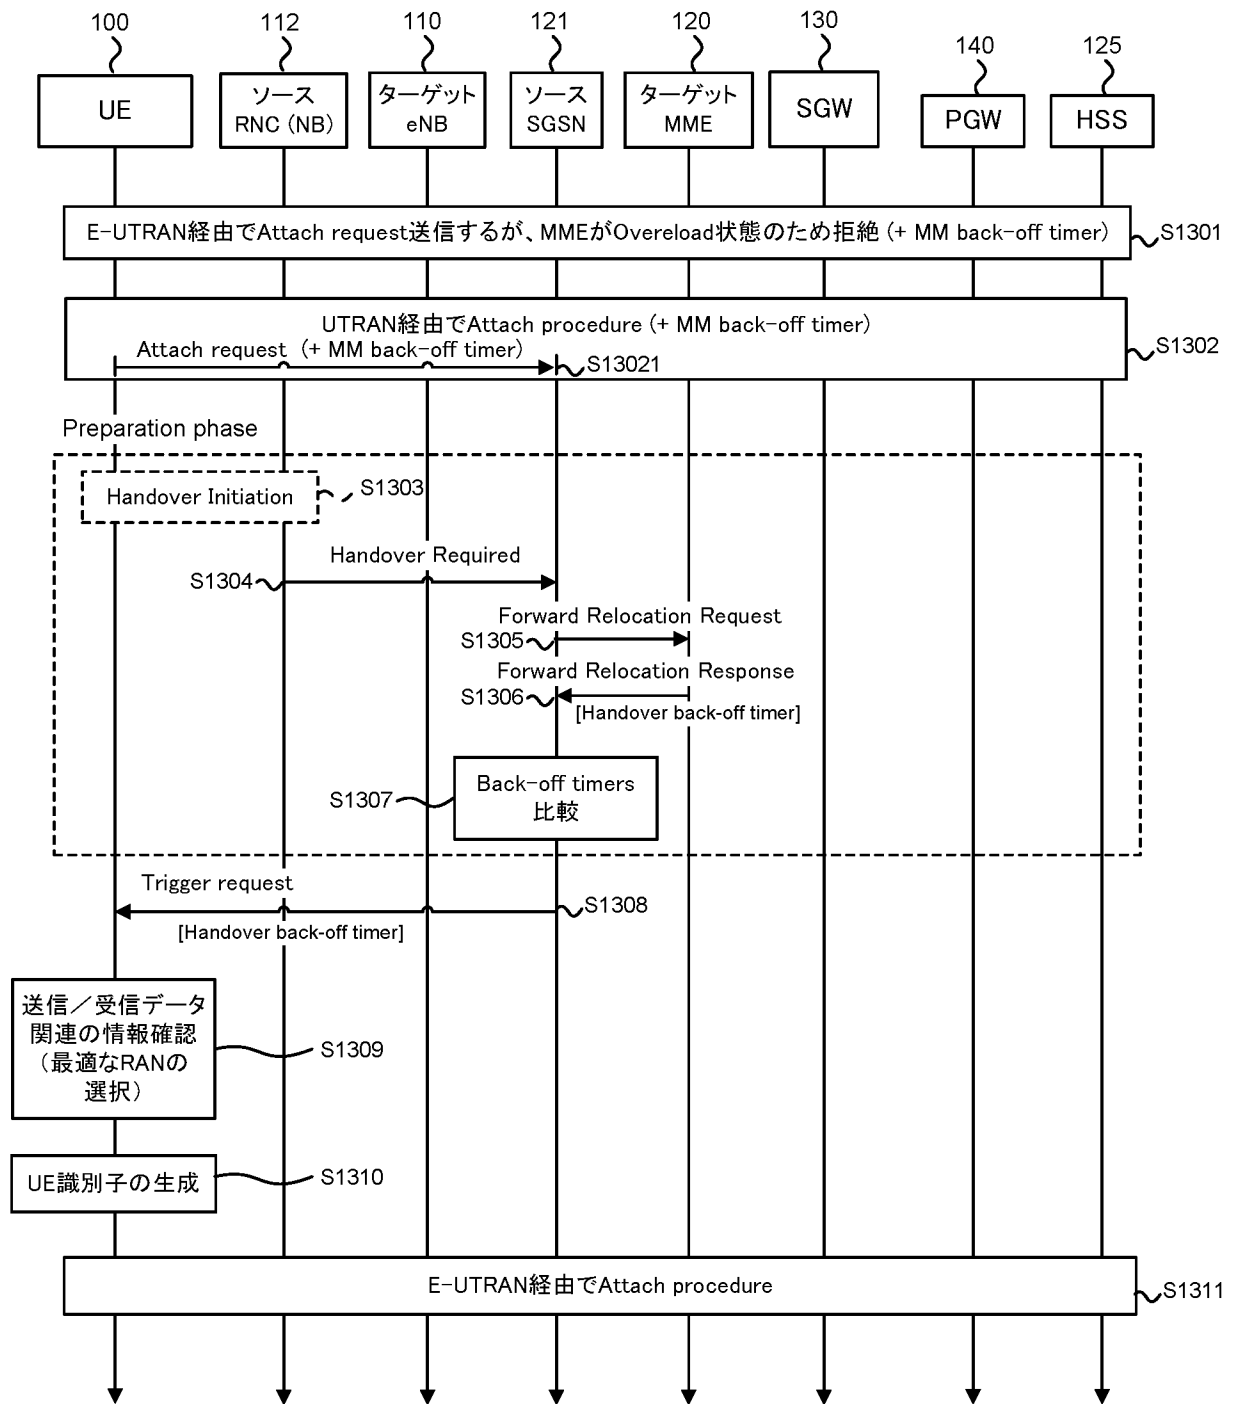 100
112
110
121
120
130
140
125
UE
ソース
RNC (NB)
ターゲット
eNB
ソース
SGSN
ターゲット
MME
SGW
PGW
HSS
E-UTRAN経由でAttach request送信するが、MMEがOvereload状態のため拒絶 (+ MM back-off timer)
S1301
UTRAN経由でAttach procedure (+ MM back-off timer)
S1302
Attach request (+ MM back-off timer)
S13021
Preparation phase
Handover Initiation
S1303
Handover Required
S1304
Forward Relocation Request
S1305
Forward Relocation Response
S1306
[Handover back-off timer]
Back-off timers
比較
S1307
Trigger request
S1308
[Handover back-off timer]
送信／受信データ
関連の情報確認
（最適なRANの
選択）
S1309
UE識別子の生成
S1310
E-UTRAN経由でAttach procedure
S1311